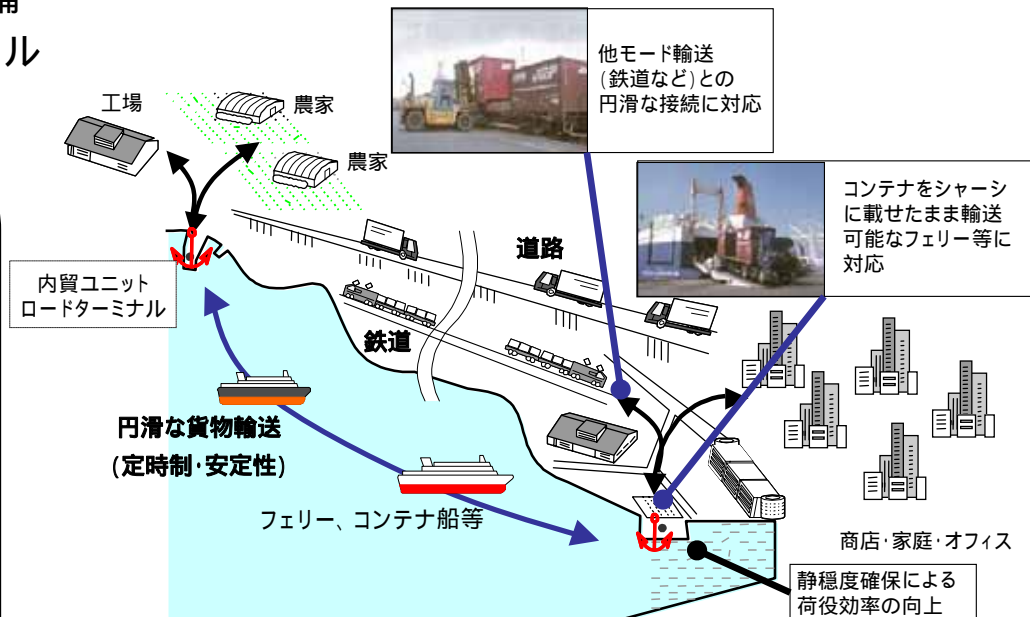 ル
工場
農家
農家
他モード輸送
(鉄道など)との
円滑な接続に対応
コンテナをシャーシ
に載せたまま輸送
可能なフェリー等に
対応
道路
内貿ユニット
ロードターミナル
鉄道
円滑な貨物輸送
(定時制・安定性)
フェリー、コンテナ船等
商店・家庭・オフィス
静穏度確保による
荷役効率の向上